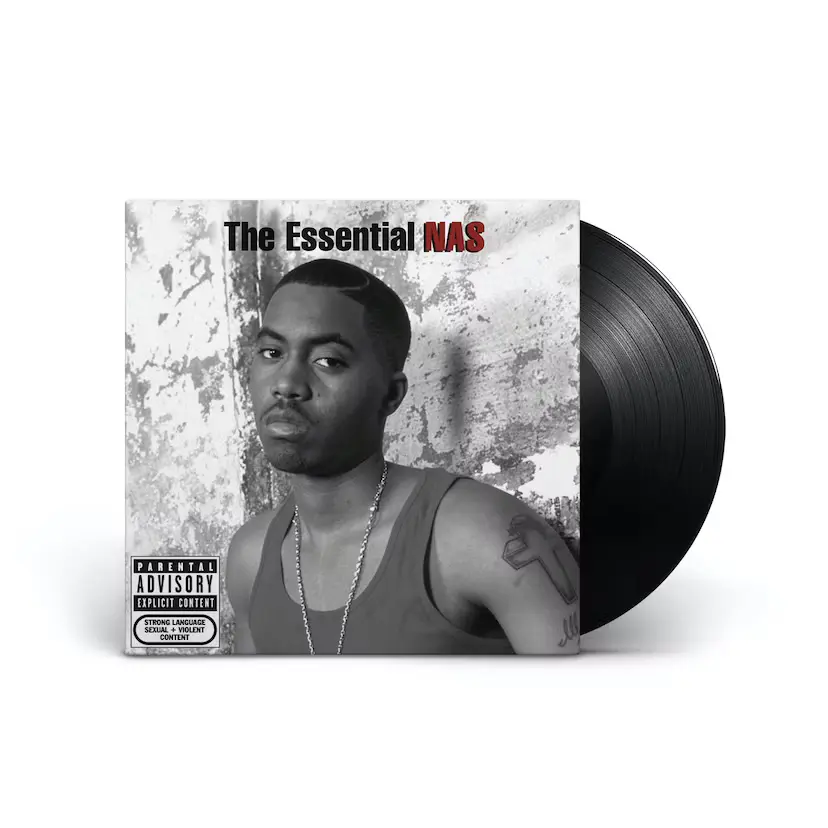 The Essential NAS
PARENTAL
ADVISORY
EXPLICIT CONTENT
STRONG LANGUAGE
SEXUAL + VIOLENT
CONTENT